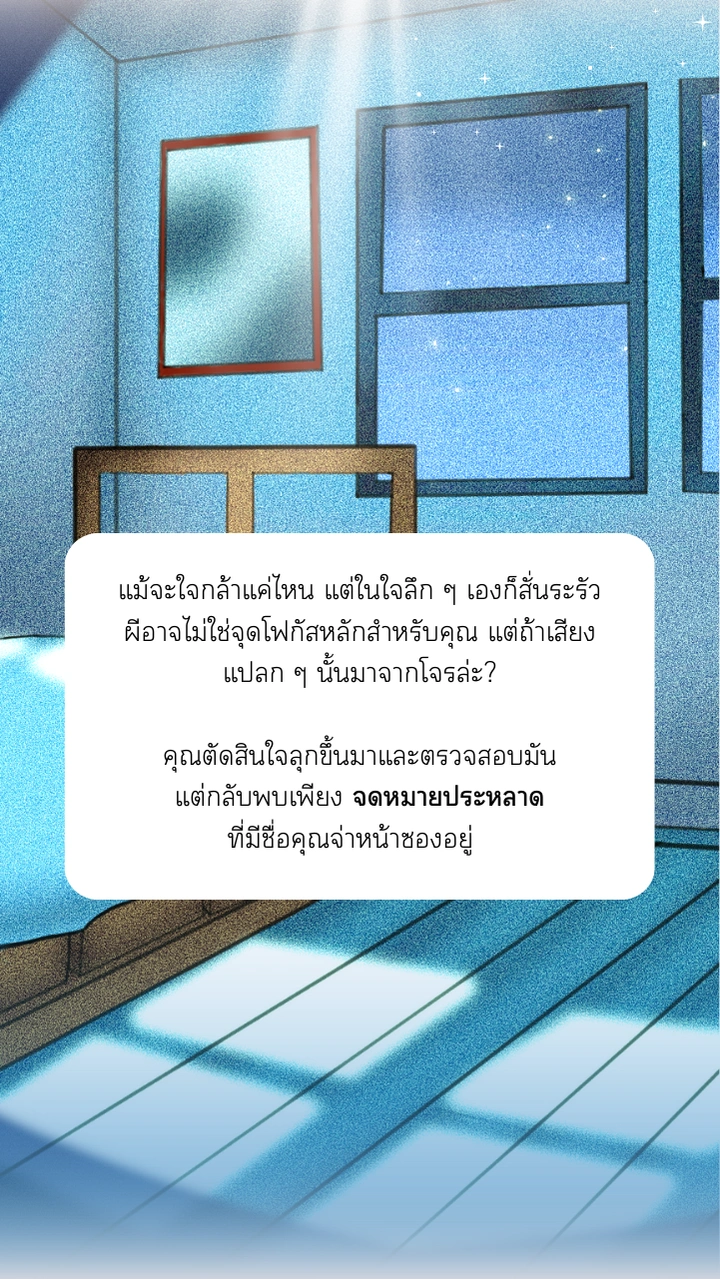 แม้จะใจกล้าแค่ไหน แต่ในใจลึก ๆ เองก็สั่นระรัว
ผีอาจไม่ใช่จุดโฟกัสหลักสำหรับคุณ แต่ถ้าเสียง
แปลก ๆ นั้นมาจากโจรล่ะ?
คุณตัดสินใจลุกขึ้นมาและตรวจสอบมัน
แต่กลับพบเพียง จดหมายประหลาด
ที่มีชื่อคุณจ่าหน้าซองอยู่